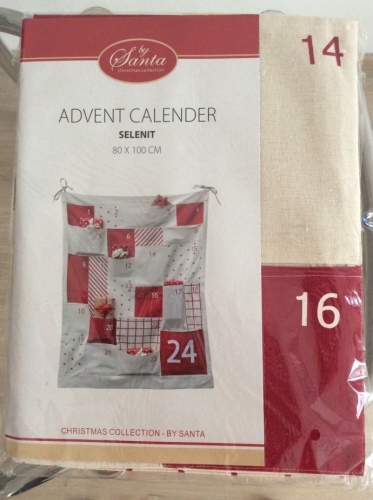 by
Santa
christmas collection
ADVENT CALENDER
SELENIT
80 X 100 CM
14
16
24
CHRISTMAS COLLECTION - BY SANTA